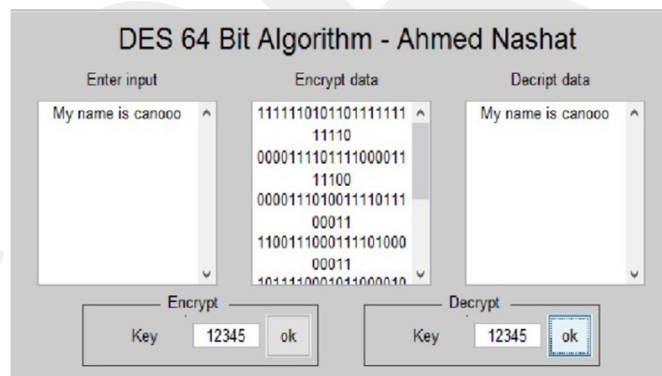 DES 64 Bit Algorithm - Ahmed Nashat
Enter input
Encrypt data
Decript data
My name is canooo
1111110101101111111
11110
0000111101111000011
11100
0000111010011110111
00011
1100111000111101000
00011
1011110001011000010
My name is canooo
Encrypt
Key 12345 ok
Decrypt
Key 12345 ok